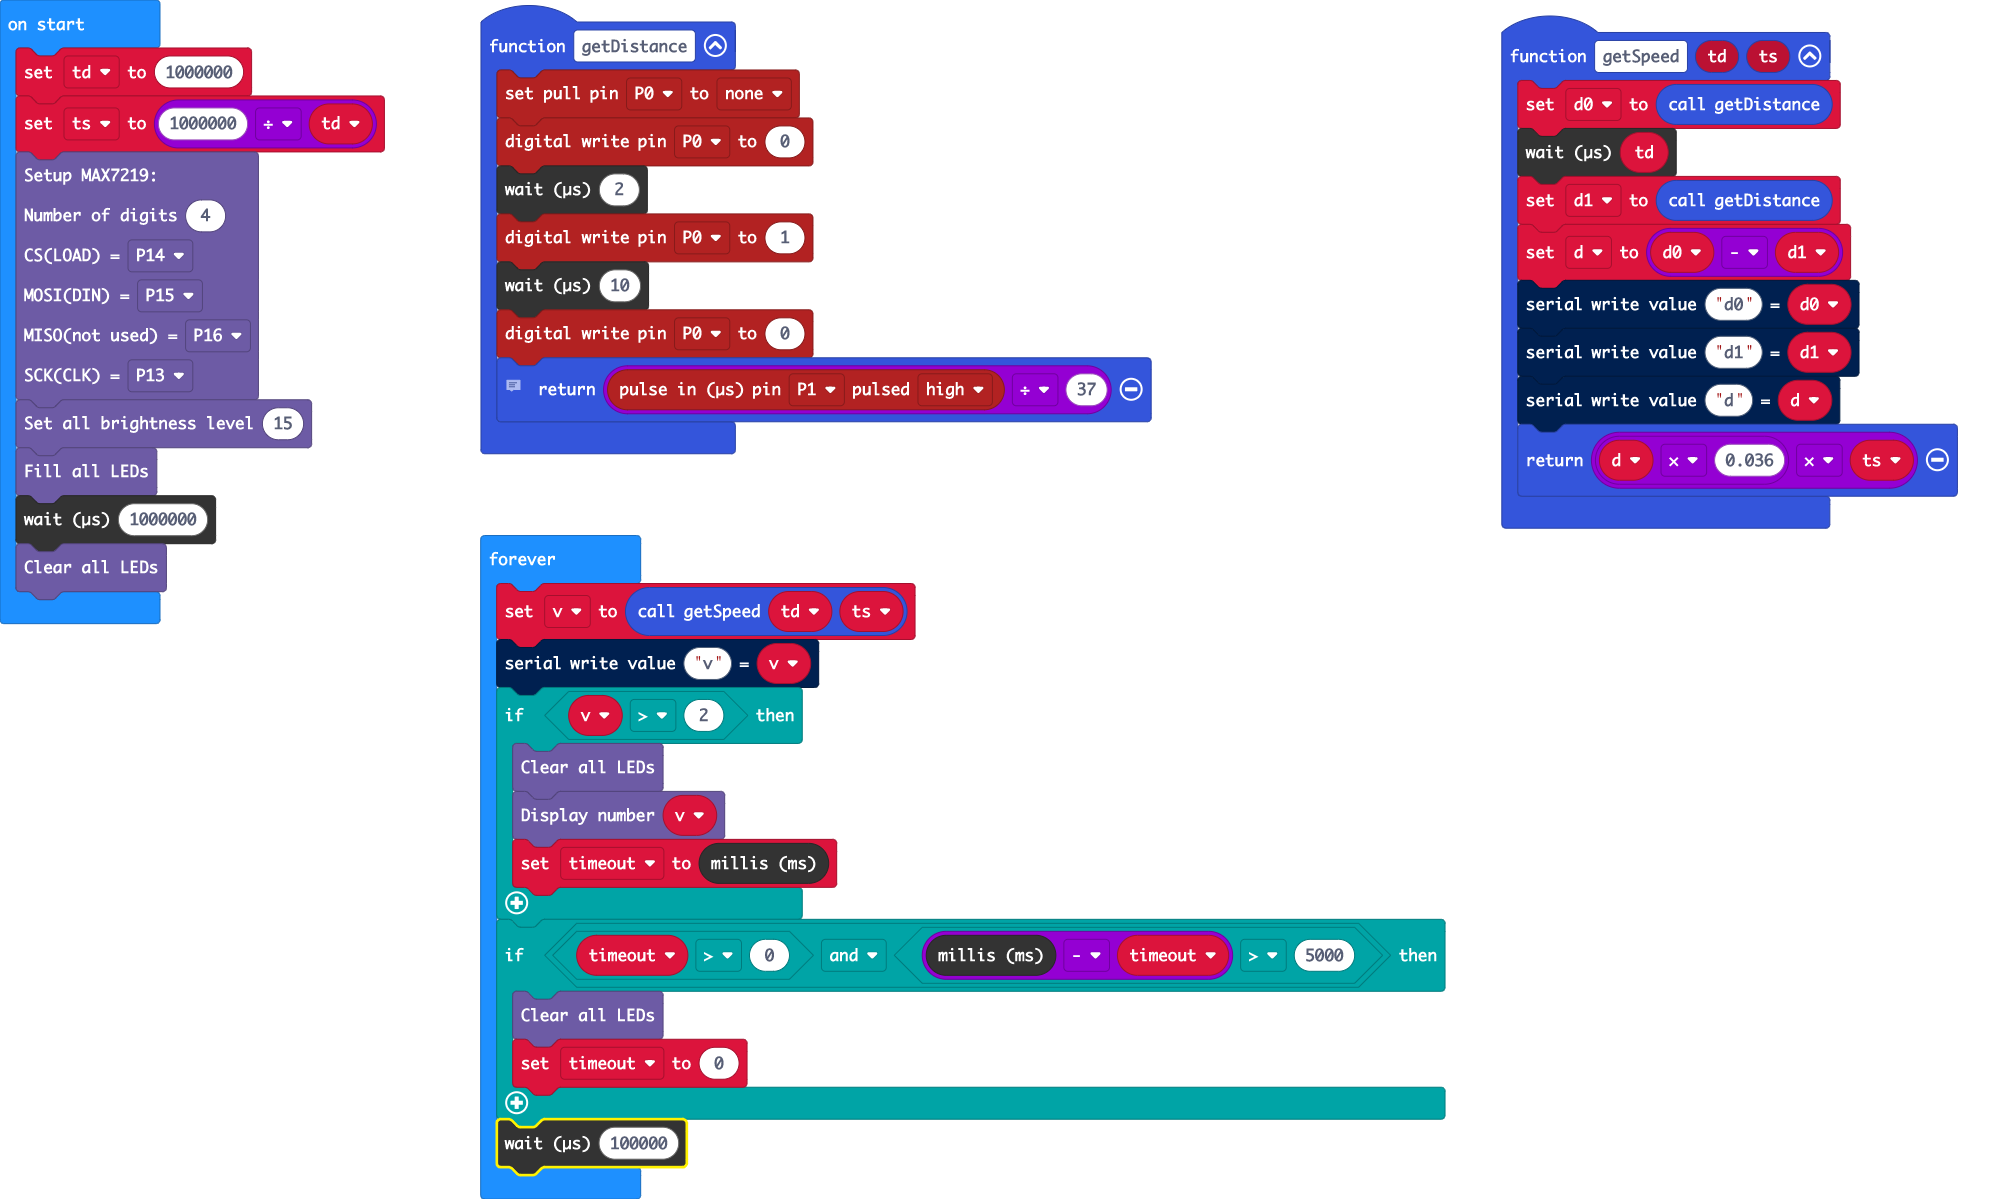 on start
set td to 1000000
set ts to 1000000 ÷ td
Setup MAX7219:
Number of digits 4
CS(LOAD) = P14
MOSI(DIN) = P15
MISO(not used) = P16
SCK(CLK) = P13
Set all brightness level 15
Fill all LEDs
wait (µs) 1000000
Clear all LEDs
function getDistance
set pull pin P0 to none
digital write pin P0 to 0
wait (µs) 2
digital write pin P0 to 1
wait (µs) 10
digital write pin P0 to 0
return pulse in (µs) pin P1 pulsed high ÷ 37
function getSpeed td ts
set d0 to call getDistance
wait (µs) td
set d1 to call getDistance
set d to d0 - d1
serial write value "d0" = d0
serial write value "d1" = d1
serial write value "d" = d
return d × 0.036 × ts
forever
set v to call getSpeed td ts
serial write value "v" = v
if v > 2 then
Clear all LEDs
Display number v
set timeout to millis (ms)
if timeout > 0 and millis (ms) - timeout > 5000 then
Clear all LEDs
set timeout to 0
wait (µs) 100000